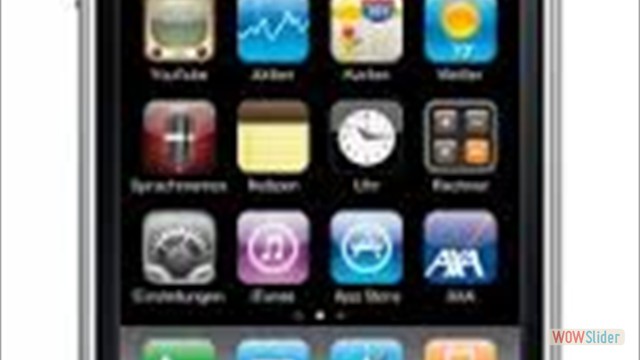 YouTube Aktien Karten Wetter
77
Sprachmemos Notizen Uhr Rechner
AXA
Einstellungen iTunes App Store AXA
WOWSlider